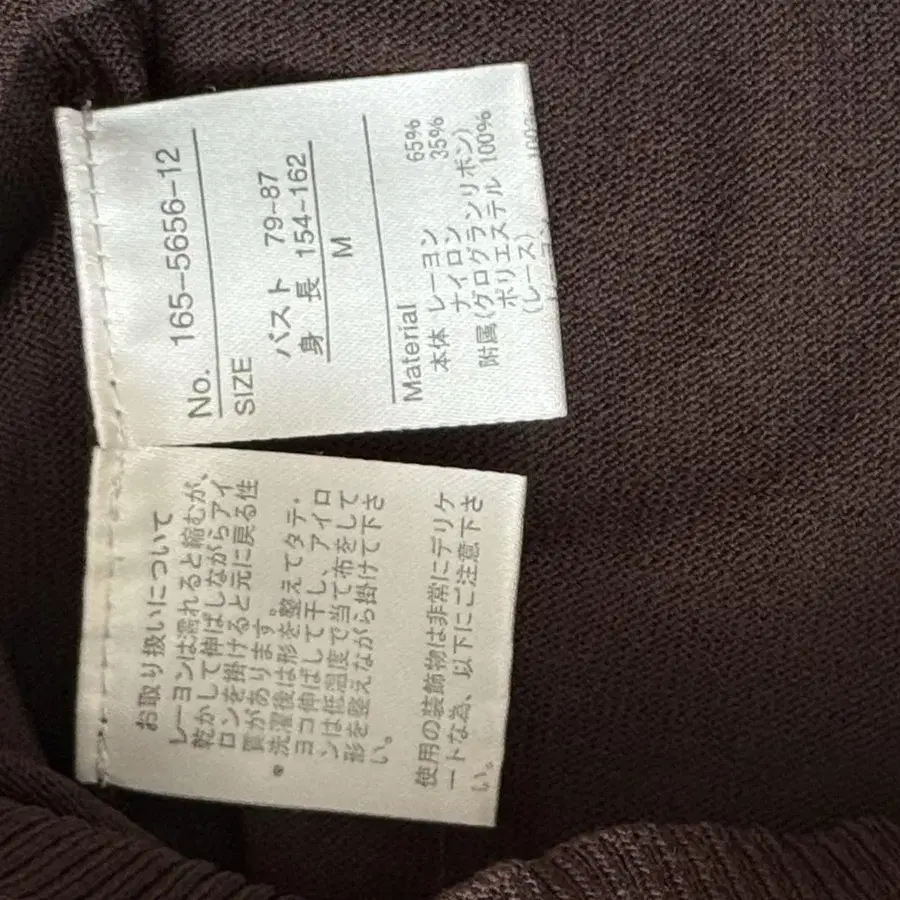 No. 165-5656-12
SIZE
バスト 79-87
身 長 154-162
M
Material
本体 レーヨン 65%
ナイロン 35%
附属(グログランリボン)
ポリエステル 100%
(レース)
100%
お取り扱いについて
レーヨンは濡れると縮むが、
乾かして伸ばしながらアイ
ロンを掛けると元に戻る性
質があります。
●洗濯後は形を整えてタテ・
ヨコ伸ばして干し、アイロ
ンは低温度で当て布をして
形を整えながら掛けて下さ
い。
使用の装飾物は非常にデリケ
ートな為、以下にご注意下さ
い。